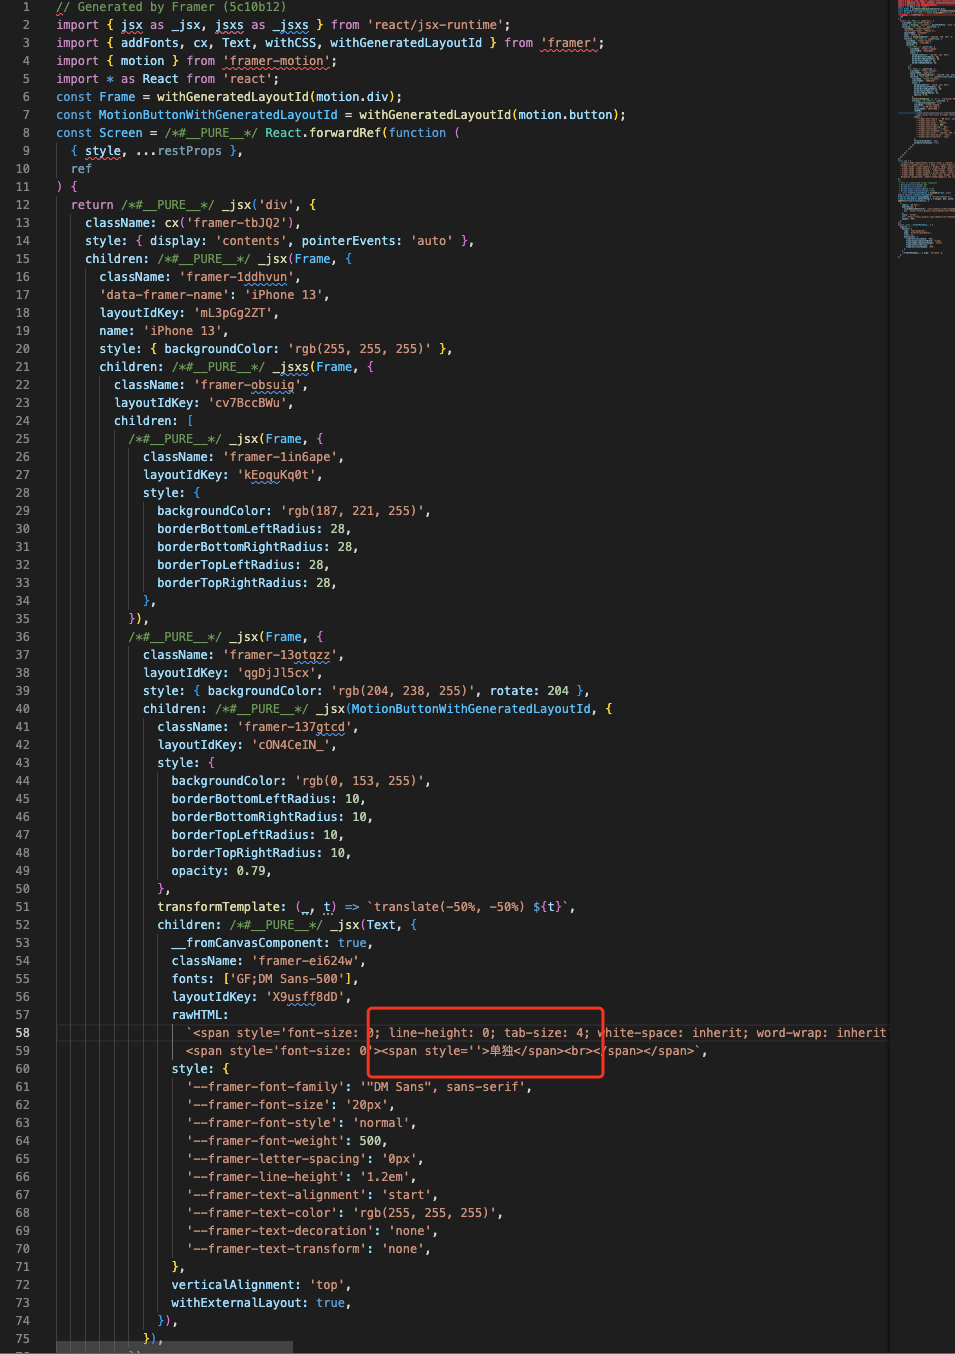 1 // Generated by Framer (5c10b12)
2 import { jsx as _jsx, jsxs as _jsxs } from 'react/jsx-runtime';
3 import { addFonts, cx, Text, withCSS, withGeneratedLayoutId } from 'framer';
4 import { motion } from 'framer-motion';
5 import * as React from 'react';
6 const Frame = withGeneratedLayoutId(motion.div);
7 const MotionButtonWithGeneratedLayoutId = withGeneratedLayoutId(motion.button);
8 const Screen = /*#__PURE__*/ React.forwardRef(function (
9 { style, ...restProps },
10 ref
11 ) {
12 return /*#__PURE__*/ _jsx('div', {
13 className: cx('framer-tbJQ2'),
14 style: { display: 'contents', pointerEvents: 'auto' },
15 children: /*#__PURE__*/ _jsx(Frame, {
16 className: 'framer-1ddhvun',
17 'data-framer-name': 'iPhone 13',
18 layoutIdKey: 'mL3pGg2ZT',
19 name: 'iPhone 13',
20 style: { backgroundColor: 'rgb(255, 255, 255)' },
21 children: /*#__PURE__*/ _jsxs(Frame, {
22 className: 'framer-obsuig',
23 layoutIdKey: 'cv7BccBWu',
24 children: [
25 /*#__PURE__*/ _jsx(Frame, {
26 className: 'framer-1in6ape',
27 layoutIdKey: 'kEoquKq0t',
28 style: {
29 backgroundColor: 'rgb(187, 221, 255)',
30 borderBottomLeftRadius: 28,
31 borderBottomRightRadius: 28,
32 borderTopLeftRadius: 28,
33 borderTopRightRadius: 28,
34 },
35 }),
36 /*#__PURE__*/ _jsx(Frame, {
37 className: 'framer-13otqzz',
38 layoutIdKey: 'qgDjJl5cx',
39 style: { backgroundColor: 'rgb(204, 238, 255)', rotate: 204 },
40 children: /*#__PURE__*/ _jsx(MotionButtonWithGeneratedLayoutId, {
41 className: 'framer-137gtcd',
42 layoutIdKey: 'cON4CeIN_',
43 style: {
44 backgroundColor: 'rgb(0, 153, 255)',
45 borderBottomLeftRadius: 10,
46 borderBottomRightRadius: 10,
47 borderTopLeftRadius: 10,
48 borderTopRightRadius: 10,
49 opacity: 0.79,
50 },
51 transformTemplate: (_, t) => `translate(-50%, -50%) ${t}`,
52 children: /*#__PURE__*/ _jsx(Text, {
53 __fromCanvasComponent: true,
54 className: 'framer-ei624w',
55 fonts: ['GF;DM Sans-500'],
56 layoutIdKey: 'X9usff8dD',
57 rawHTML:
58 `<span style='font-size: 0; line-height: 0; tab-size: 4; white-space: inherit; word-wrap: inherit
59 <span style='font-size: 0'><span style=''>单独</span><br></span></span>`,
60 style: {
61 '--framer-font-family': '"DM Sans", sans-serif',
62 '--framer-font-size': '20px',
63 '--framer-font-style': 'normal',
64 '--framer-font-weight': 500,
65 '--framer-letter-spacing': '0px',
66 '--framer-line-height': '1.2em',
67 '--framer-text-alignment': 'start',
68 '--framer-text-color': 'rgb(255, 255, 255)',
69 '--framer-text-decoration': 'none',
70 '--framer-text-transform': 'none',
71 },
72 verticalAlignment: 'top',
73 withExternalLayout: true,
74 }),
75 }),